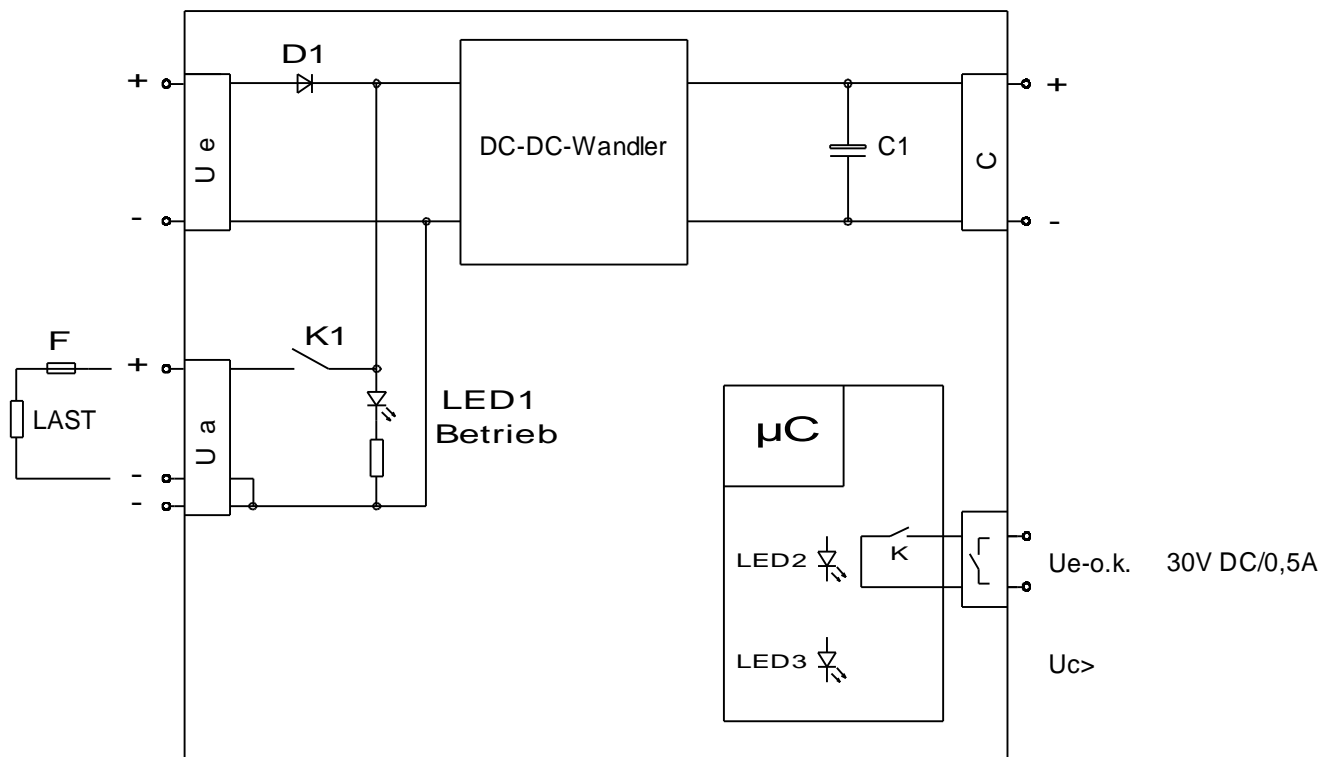 D1
+
+
U e
DC-DC-Wandler
C1
C
-
-
F
+
K1
LAST
U a
LED1
Betrieb
-
-
µC
LED2
K
Ue-o.k. 30V DC/0,5A
LED3
Uc>